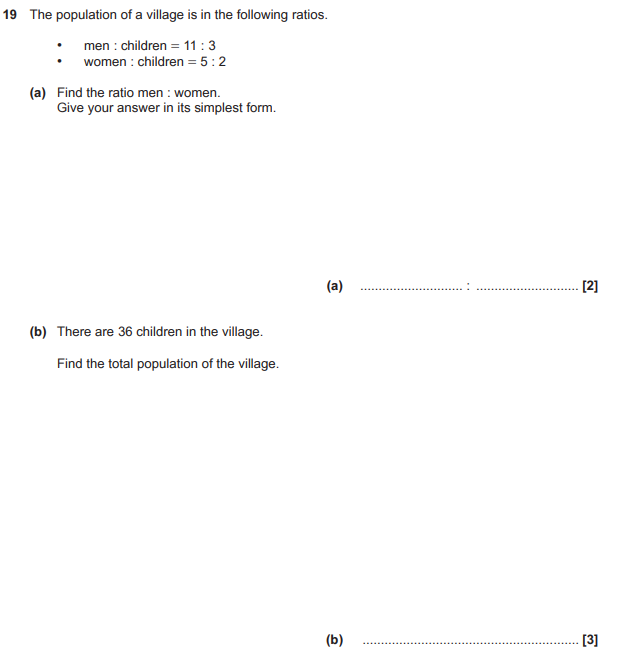 19 The population of a village is in the following ratios.
• men : children = 11 : 3
• women : children = 5 : 2
(a) Find the ratio men : women.
Give your answer in its simplest form.
(a) ............................ : ............................ [2]
(b) There are 36 children in the village.
Find the total population of the village.
(b) ............................................................ [3]